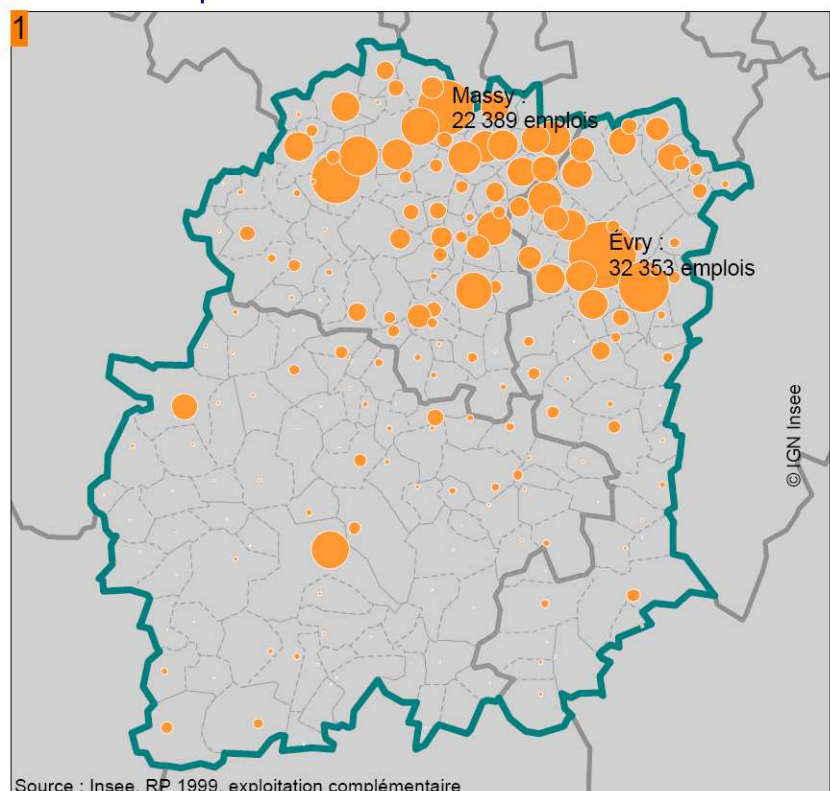 1
Massy :
22 389 emplois
Évry :
32 353 emplois
© IGN Insee
Source : Insee, RP 1999, exploitation complémentaire